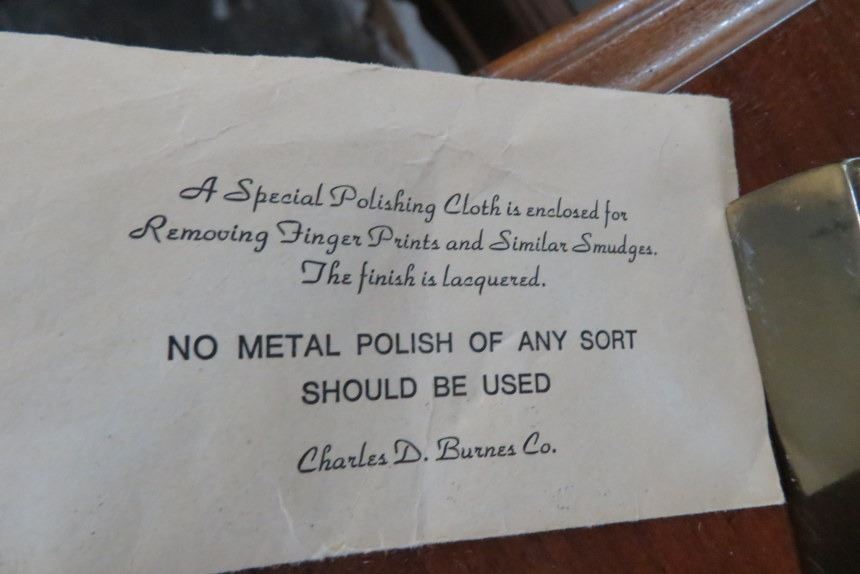 A Special Polishing Cloth is enclosed for
Removing Finger Prints and Similar Smudges.
The finish is lacquered.
NO METAL POLISH OF ANY SORT
SHOULD BE USED
Charles D. Burnes Co.